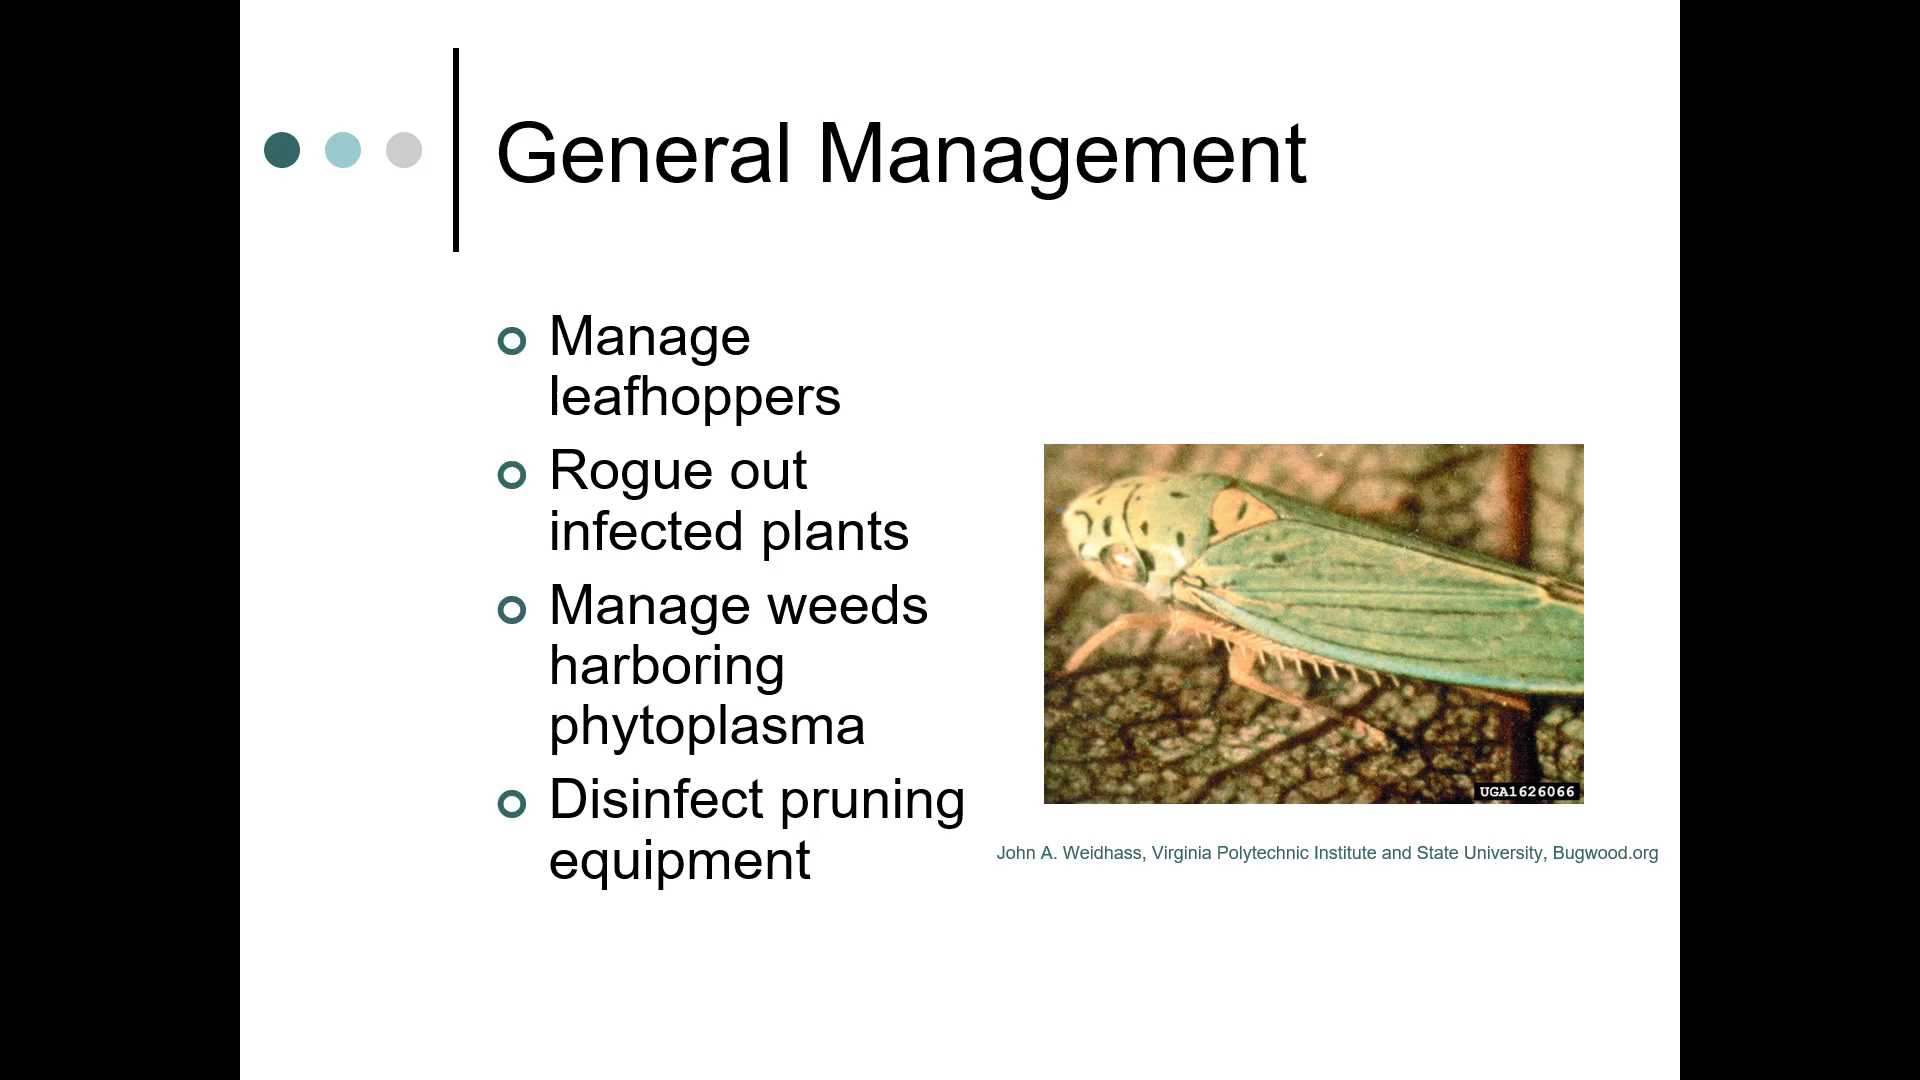 General Management
Manage
leafhoppers
Rogue out
infected plants
Manage weeds
harboring
phytoplasma
Disinfect pruning
equipment
UGA1626066
John A. Weidhass, Virginia Polytechnic Institute and State University, Bugwood.org